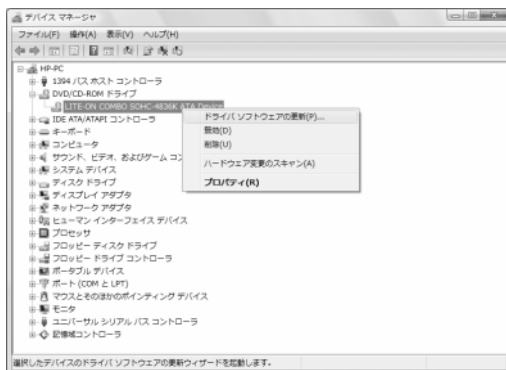 デバイス マネージャ
ファイル(F) 操作(A) 表示(V) ヘルプ(H)
HP-PC
1394 バス ホスト コントローラ
DVD/CD-ROM ドライブ
LITE-ON COMBO SOHC-4836K ATA Device
IDE ATA/ATAPI コントローラ
キーボード
コンピュータ
サウンド、ビデオ、およびゲーム コン
システム デバイス
ディスク ドライブ
ディスプレイ アダプタ
ネットワーク アダプタ
ヒューマン インターフェイス デバイス
プロセッサ
フロッピー ディスク ドライブ
フロッピー ドライブ コントローラ
ポータブル デバイス
ポート (COM と LPT)
マウスとそのほかのポインティング デバイス
モニタ
ユニバーサル シリアル バス コントローラ
記憶域コントローラ
ドライバ ソフトウェアの更新(P)...
無効(D)
削除(U)
ハードウェア変更のスキャン(A)
プロパティ(R)
選択したデバイスのドライバ ソフトウェアの更新ウィザードを起動します。